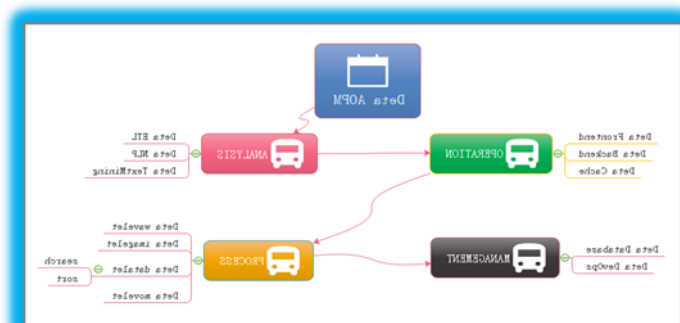 Deta AOPM
Deta ETL
Deta NLP
Deta TextMining
ANALYSIS
OPERATION
Deta Frontend
Deta Backend
Deta Cache
Deta wavelet
Deta imagelet
Deta datalet
Deta movelet
search
sort
PROCESS
MANAGEMENT
Deta Database
Deta DevOps